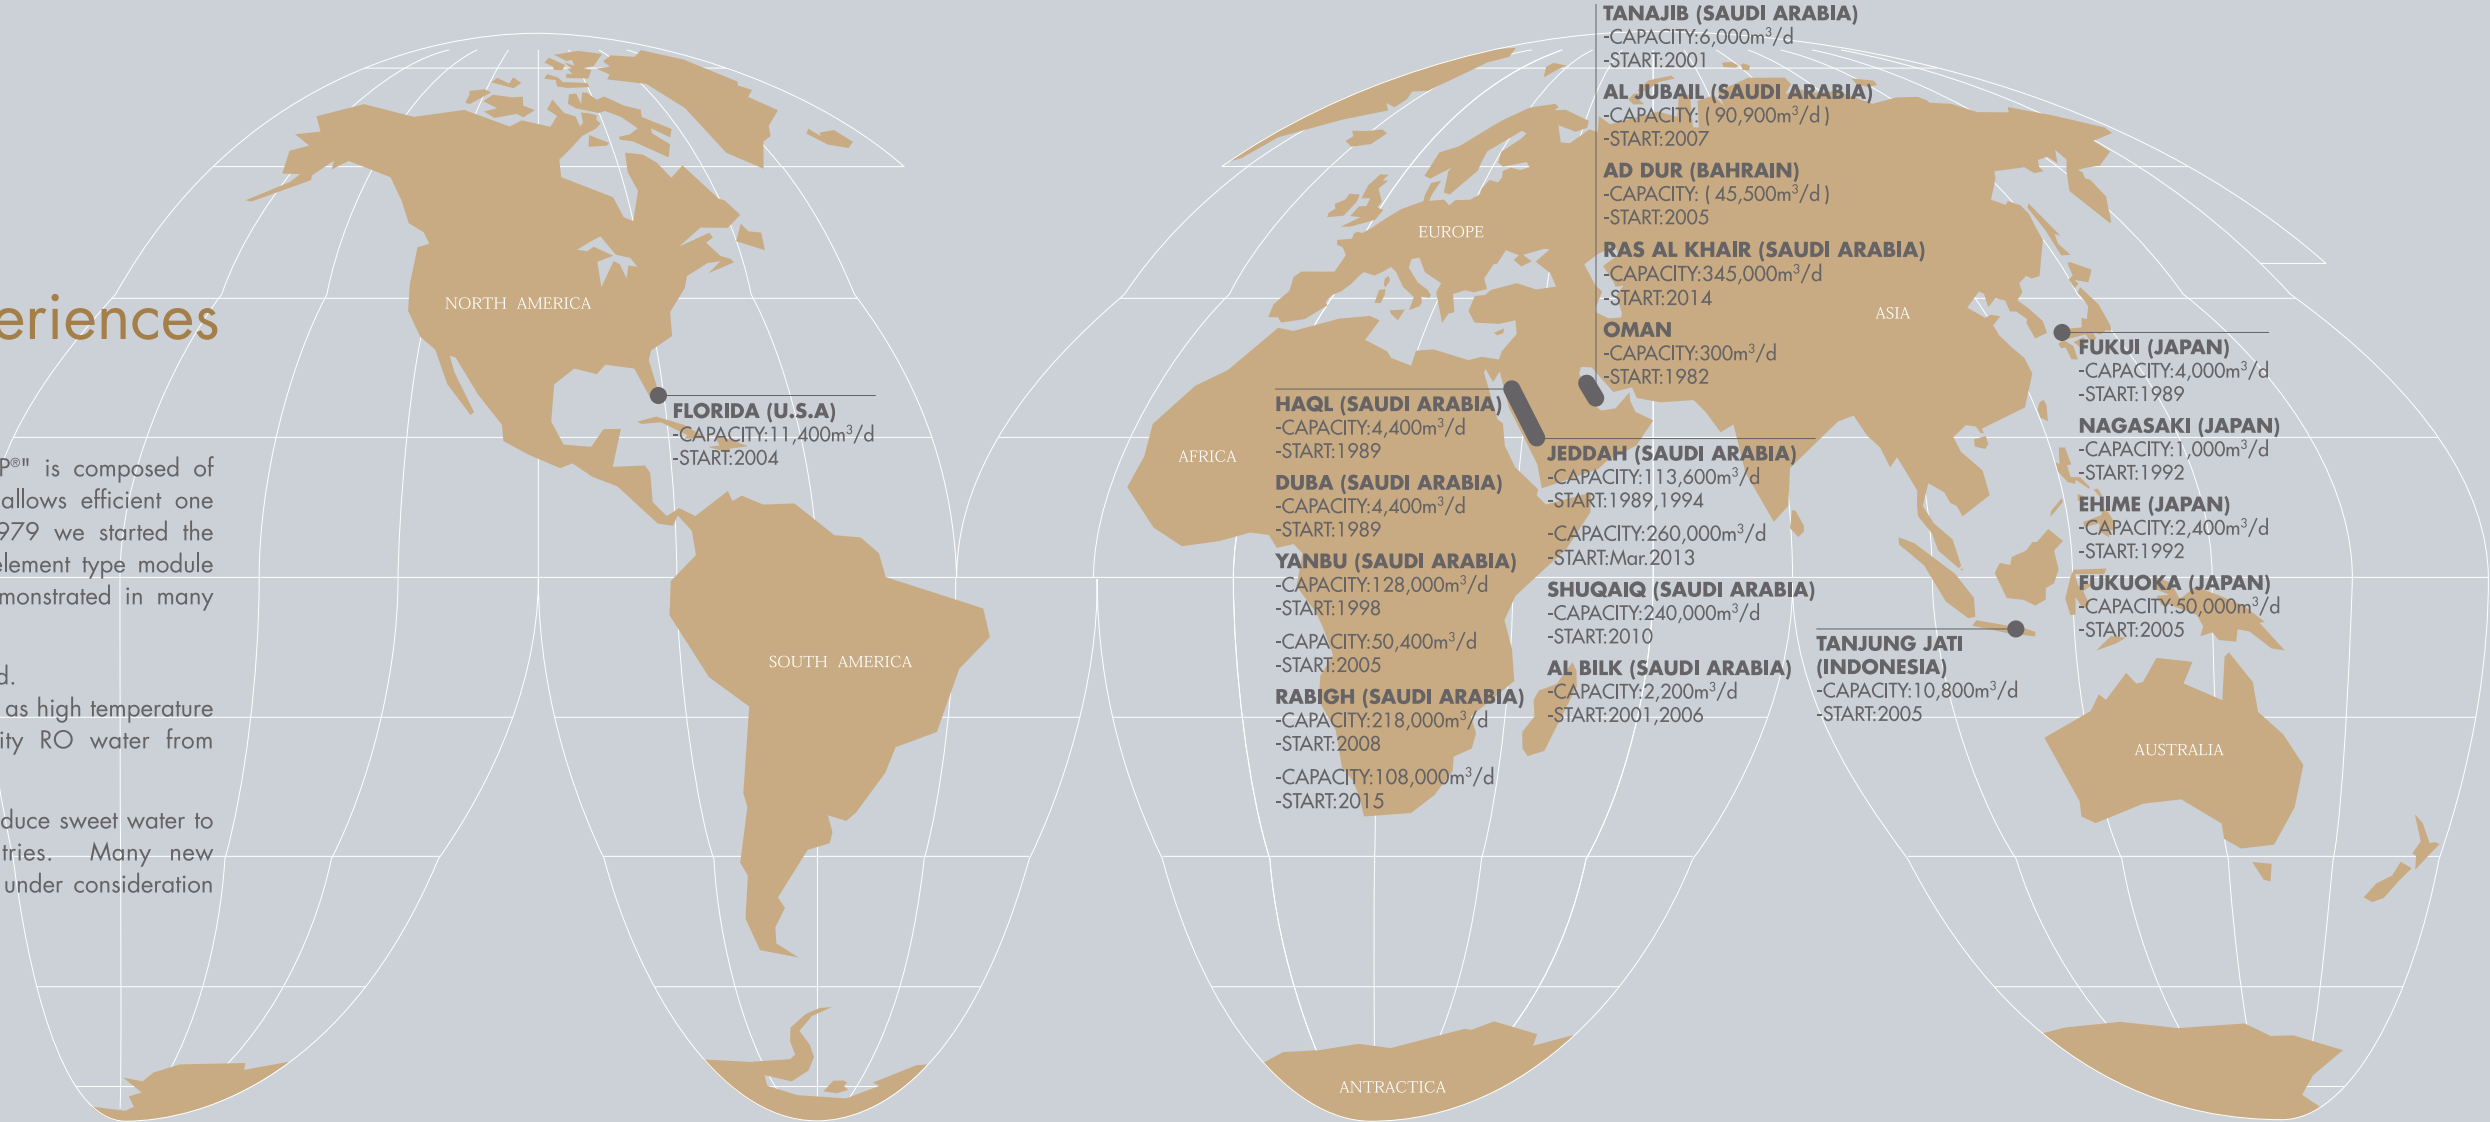 eriences
P®" is composed of
allows efficient one
979 we started the
element type module
monstrated in many
d.
as high temperature
ity RO water from
duce sweet water to
tries. Many new
under consideration
NORTH AMERICA
FLORIDA (U.S.A)
-CAPACITY:11,400m³/d
-START:2004
SOUTH AMERICA
EUROPE
AFRICA
TANAJIB (SAUDI ARABIA)
-CAPACITY:6,000m³/d
-START:2001
AL JUBAIL (SAUDI ARABIA)
-CAPACITY: ( 90,900m³/d )
-START:2007
AD DUR (BAHRAIN)
-CAPACITY: ( 45,500m³/d )
-START:2005
RAS AL KHAIR (SAUDI ARABIA)
-CAPACITY:345,000m³/d
-START:2014
OMAN
-CAPACITY:300m³/d
-START:1982
ASIA
HAQL (SAUDI ARABIA)
-CAPACITY:4,400m³/d
-START:1989
DUBA (SAUDI ARABIA)
-CAPACITY:4,400m³/d
-START:1989
YANBU (SAUDI ARABIA)
-CAPACITY:128,000m³/d
-START:1998
-CAPACITY:50,400m³/d
-START:2005
RABIGH (SAUDI ARABIA)
-CAPACITY:218,000m³/d
-START:2008
-CAPACITY:108,000m³/d
-START:2015
JEDDAH (SAUDI ARABIA)
-CAPACITY:113,600m³/d
-START:1989,1994
-CAPACITY:260,000m³/d
-START:Mar.2013
SHUQAIQ (SAUDI ARABIA)
-CAPACITY:240,000m³/d
-START:2010
AL BILK (SAUDI ARABIA)
-CAPACITY:2,200m³/d
-START:2001,2006
TANJUNG JATI
(INDONESIA)
-CAPACITY:10,800m³/d
-START:2005
FUKUI (JAPAN)
-CAPACITY:4,000m³/d
-START:1989
NAGASAKI (JAPAN)
-CAPACITY:1,000m³/d
-START:1992
EHIME (JAPAN)
-CAPACITY:2,400m³/d
-START:1992
FUKUOKA (JAPAN)
-CAPACITY:50,000m³/d
-START:2005
AUSTRALIA
ANTRACTICA